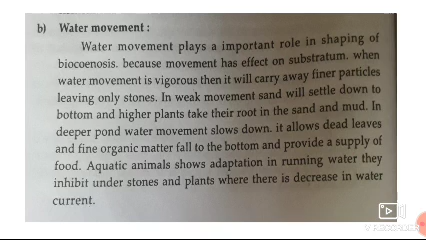 b) Water movement :
Water movement plays a important role in shaping of
biocoenosis. because movement has effect on substratum. when
water movement is vigorous then it will carry away finer particles
leaving only stones. In weak movement sand will settle down to
bottom and higher plants take their root in the sand and mud. In
deeper pond water movement slows down. it allows dead leaves
and fine organic matter fall to the bottom and provide a supply of
food. Aquatic animals shows adaptation in running water they
inhibit under stones and plants where there is decrease in water
current.